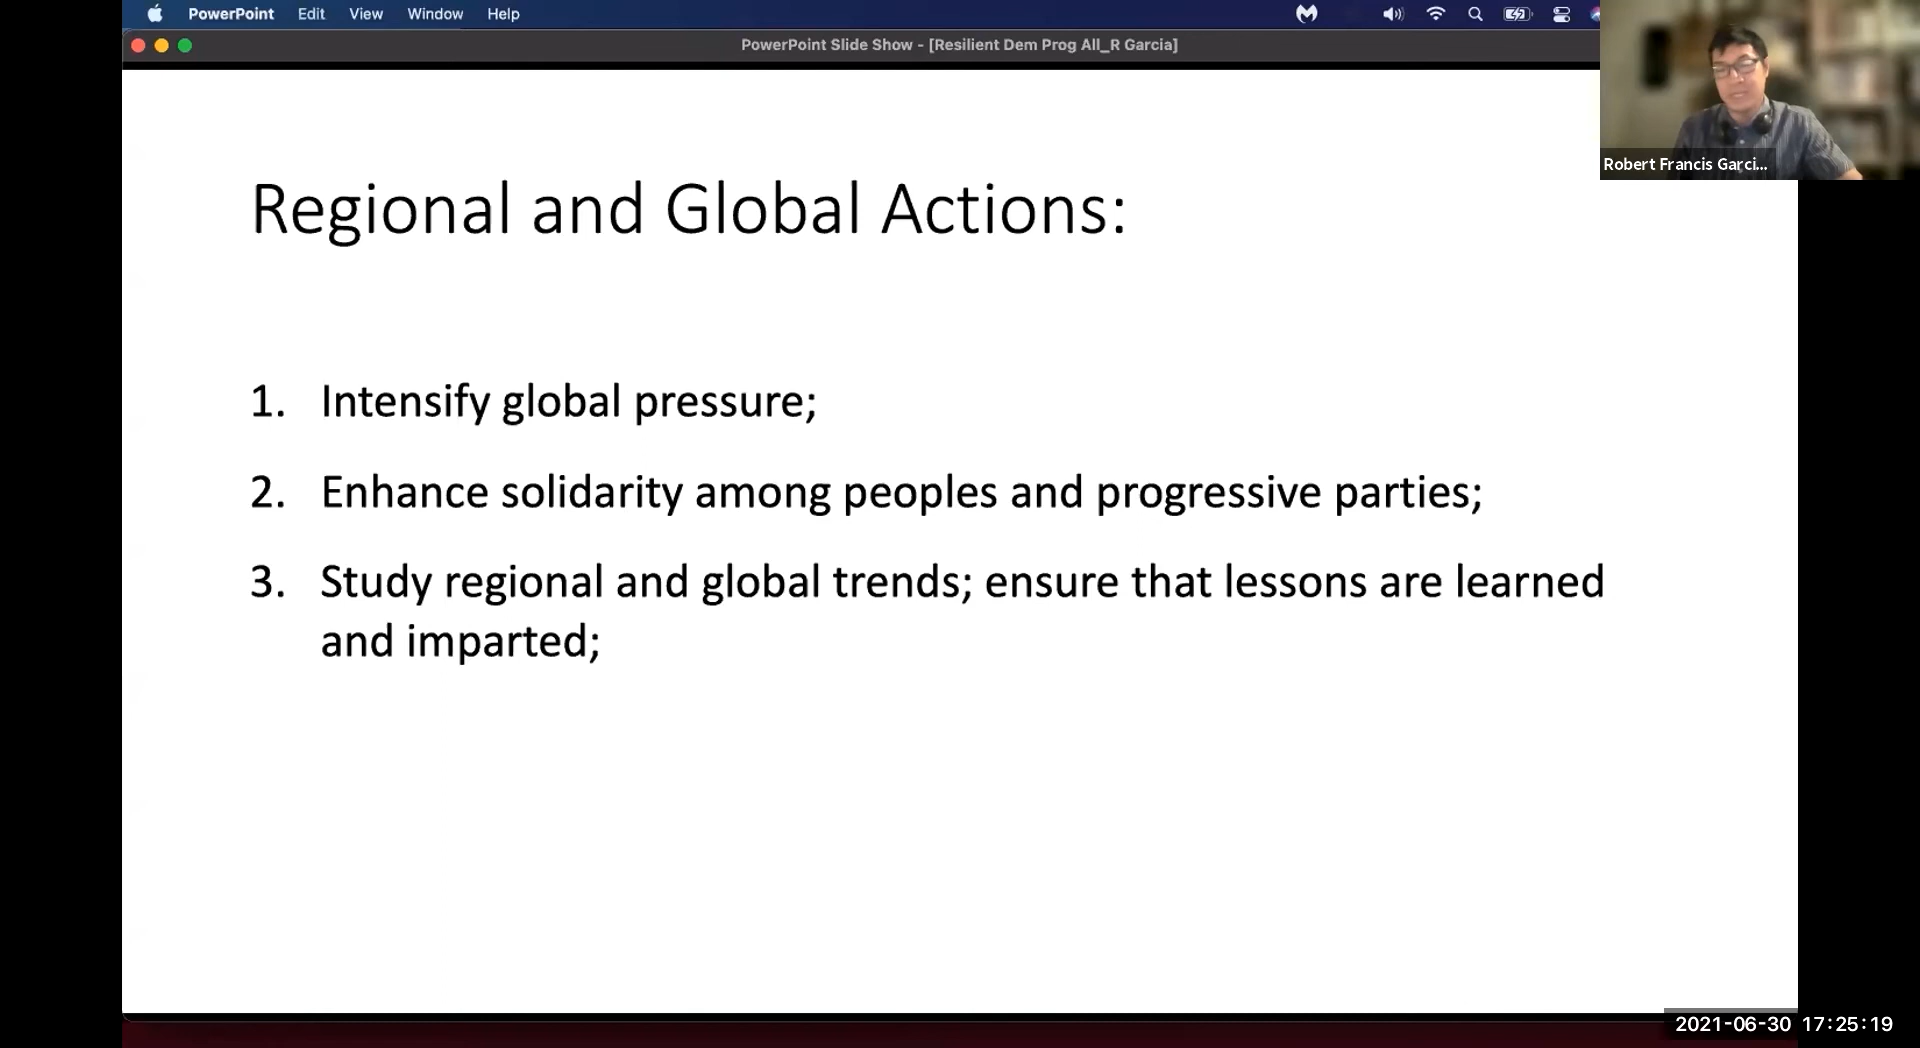 PowerPoint Edit View Window Help
PowerPoint Slide Show - [Resilient Dem Prog All_R Garcia]
Robert Francis Garci...
Regional and Global Actions:
1. Intensify global pressure;
2. Enhance solidarity among peoples and progressive parties;
3. Study regional and global trends; ensure that lessons are learned
and imparted;
2021-06-30 17:25:19